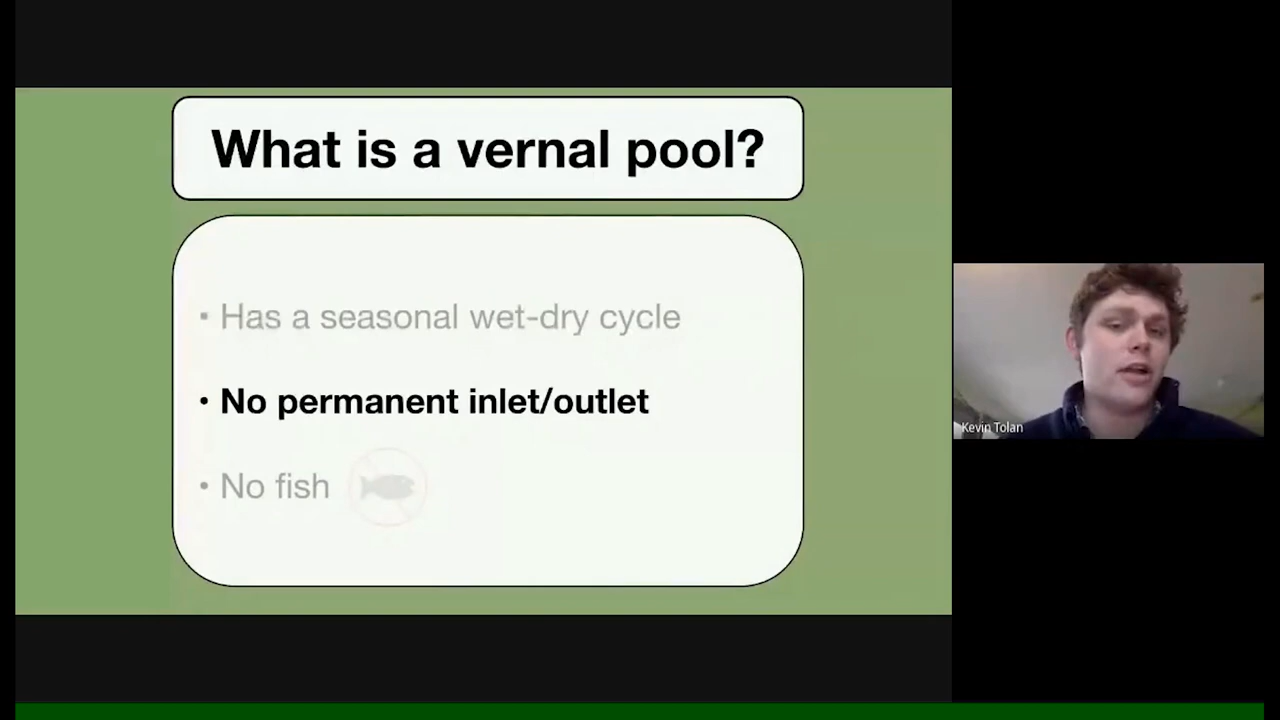 What is a vernal pool?
• Has a seasonal wet-dry cycle
• No permanent inlet/outlet
• No fish
Kevin Tolan